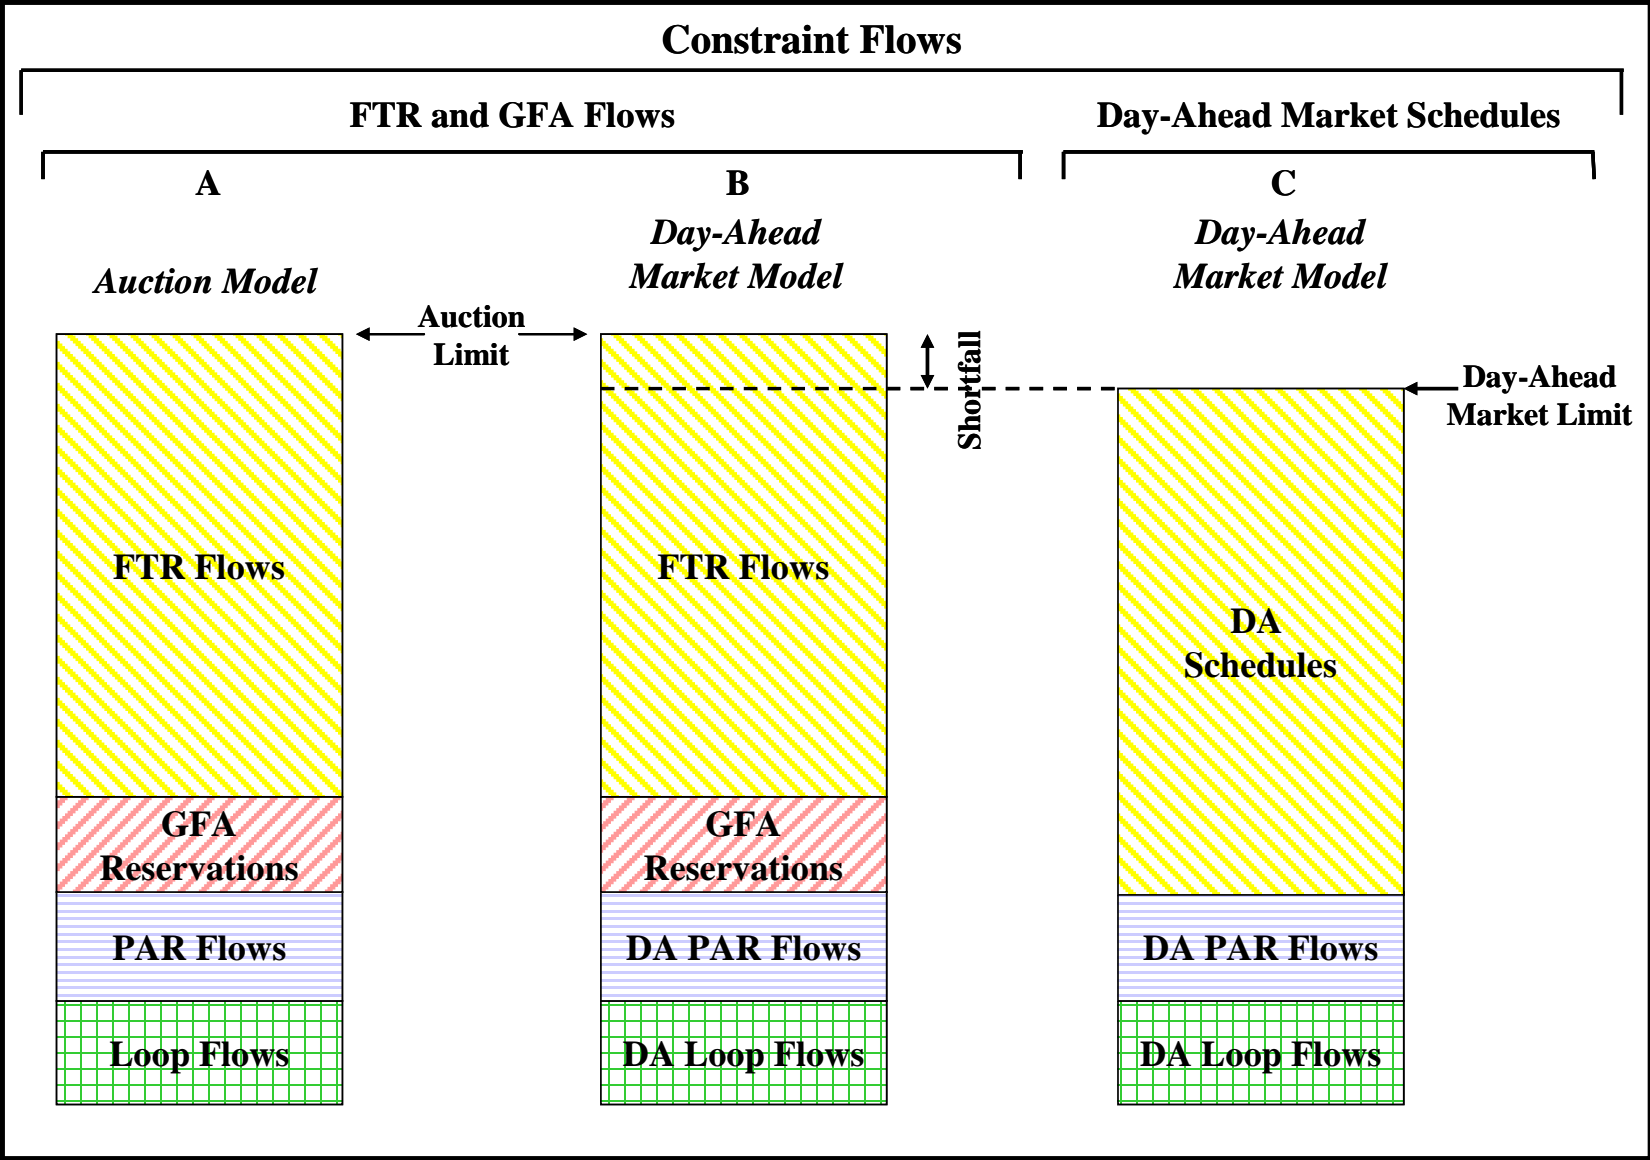 Constraint Flows
FTR and GFA Flows
Day-Ahead Market Schedules
A
B
C
Auction Model
Day-Ahead
Market Model
Day-Ahead
Market Model
Auction
Limit
Shortfall
Day-Ahead
Market Limit
FTR Flows
FTR Flows
DA
Schedules
GFA
Reservations
GFA
Reservations
PAR Flows
DA PAR Flows
DA PAR Flows
Loop Flows
DA Loop Flows
DA Loop Flows